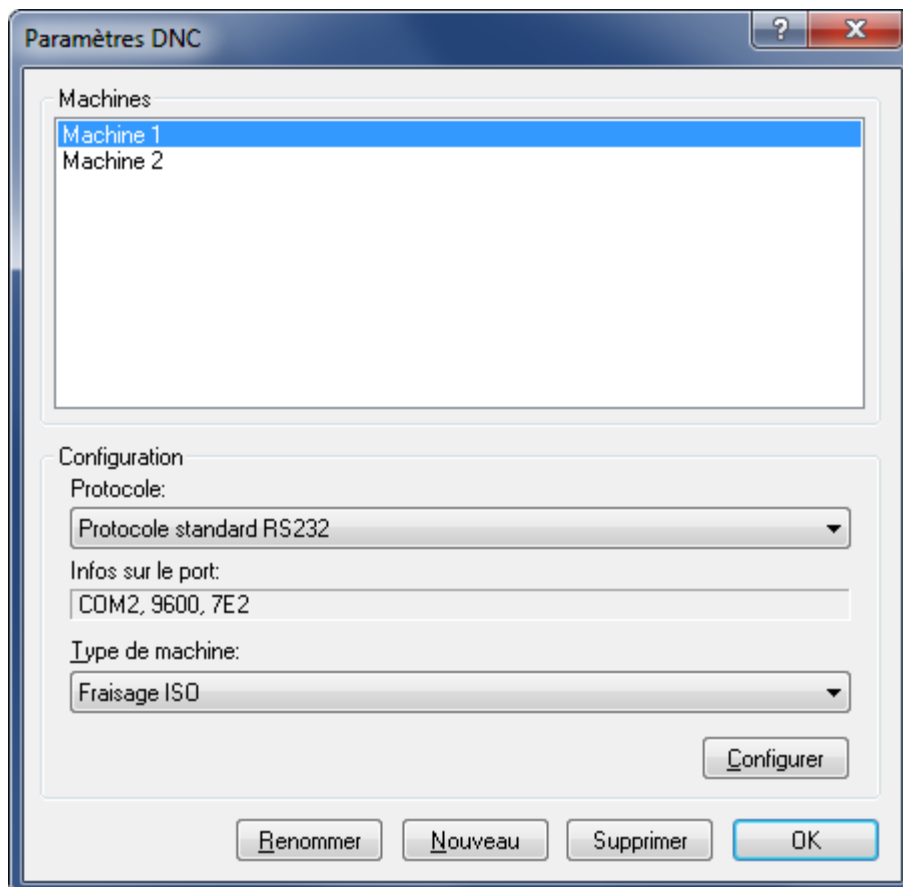 Paramètres DNC
?
Machines
Machine 1
Machine 2
Configuration
Protocole:
Protocole standard RS232
Infos sur le port:
COM2, 9600, 7E2
Type de machine:
Fraisage ISO
Configurer
Renommer Nouveau Supprimer OK